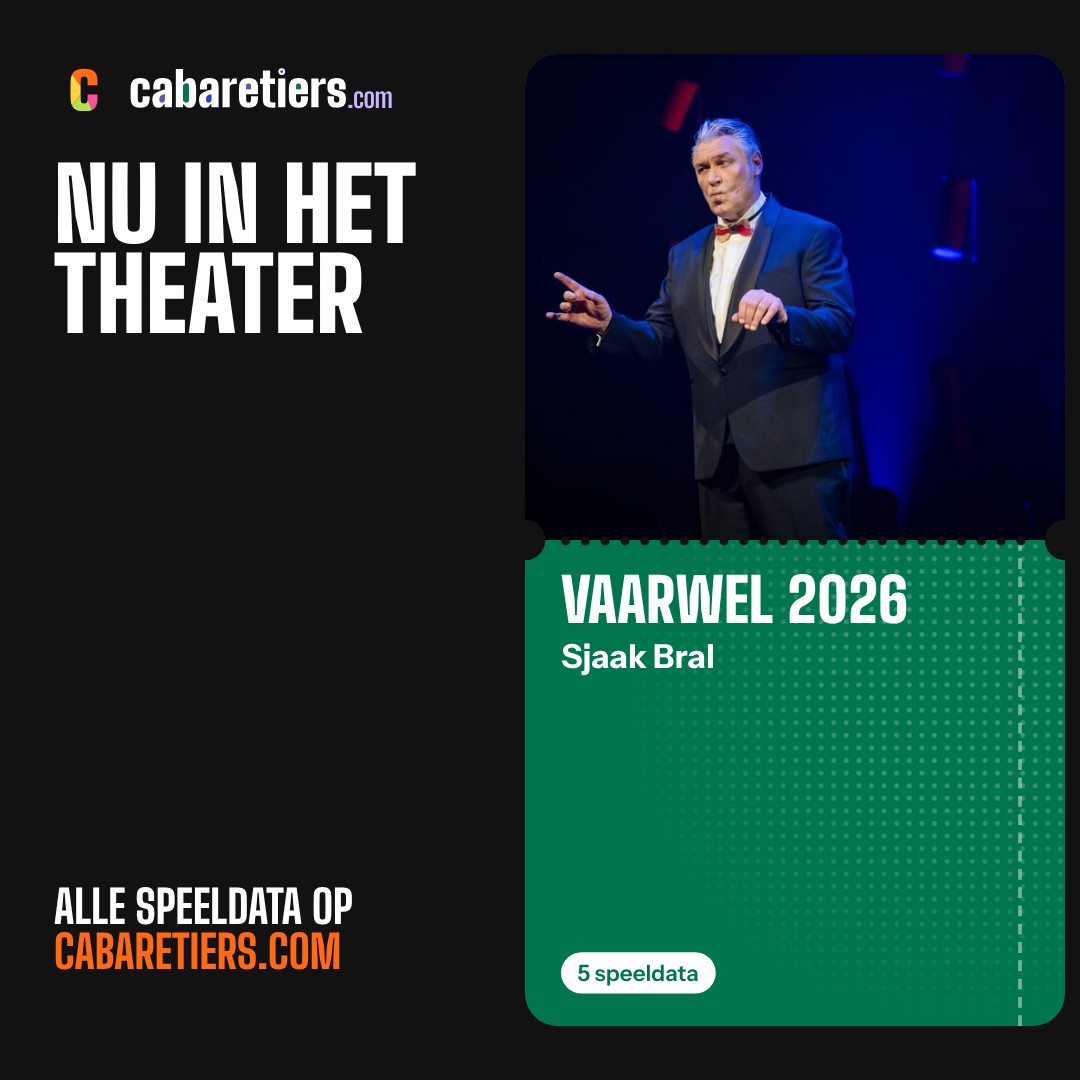 cabaretiers.com
NU IN HET
THEATER
VAARWEL 2026
Sjaak Bral
5 speeldata
ALLE SPEELDATA OP
CABARETIERS.COM